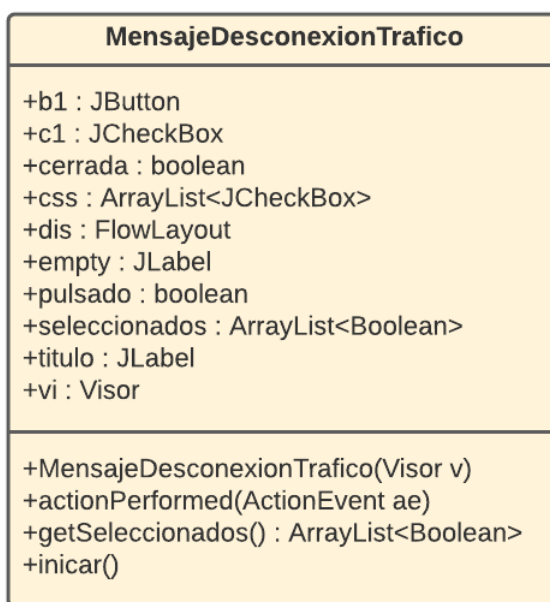 MensajeDesconexionTrafico
+b1 : JButton
+c1 : JCheckBox
+cerrada : boolean
+css : ArrayList<JCheckBox>
+dis : FlowLayout
+empty : JLabel
+pulsado : boolean
+seleccionados : ArrayList<Boolean>
+titulo : JLabel
+vi : Visor
+MensajeDesconexionTrafico(Visor v)
+actionPerformed(ActionEvent ae)
+getSeleccionados() : ArrayList<Boolean>
+inicar()